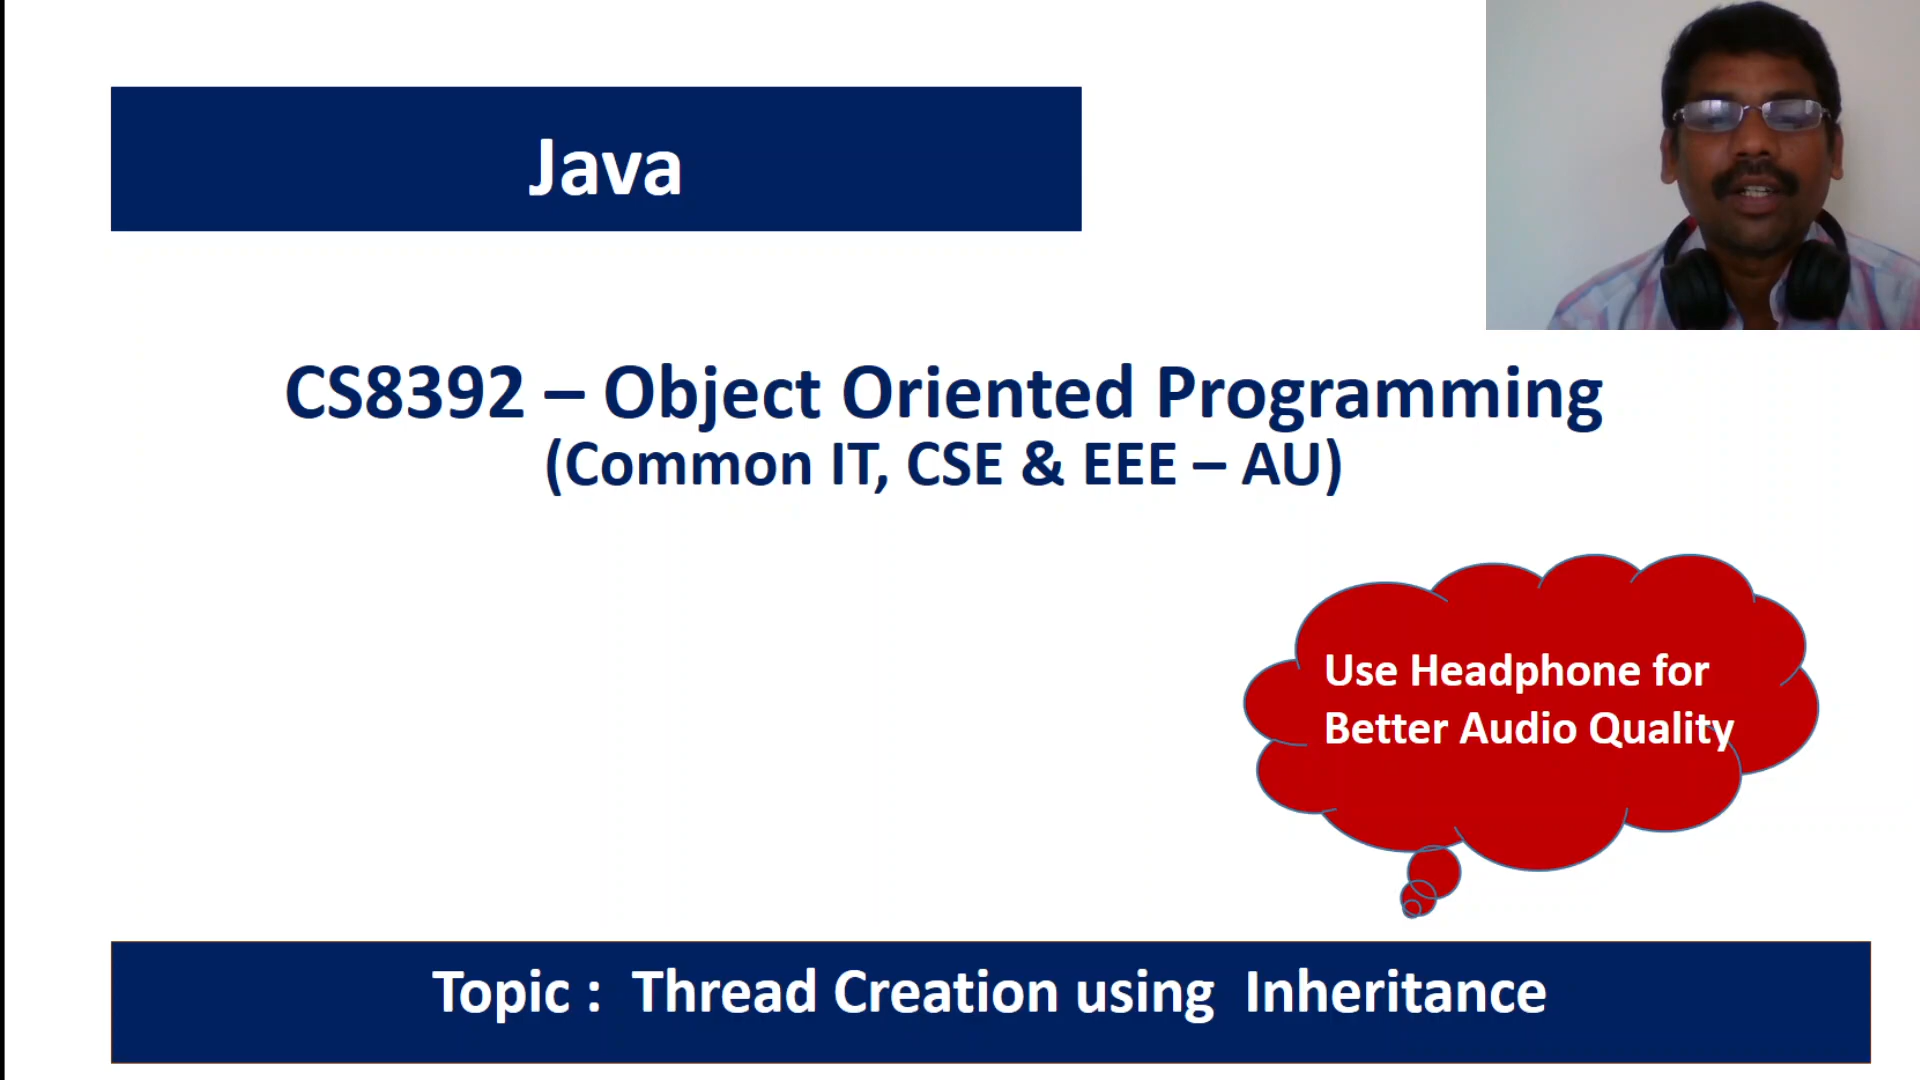 Java
CS8392 – Object Oriented Programming
(Common IT, CSE & EEE – AU)
Use Headphone for
Better Audio Quality
Topic :  Thread Creation using  Inheritance